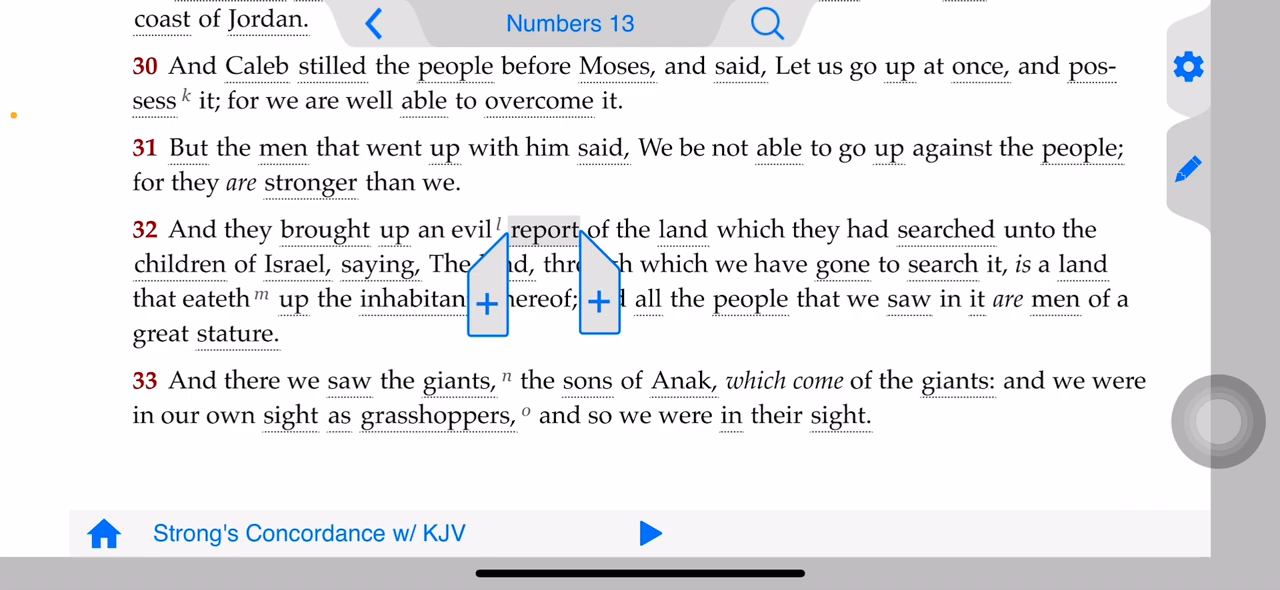 coast of Jordan.
Numbers 13
30 And Caleb stilled the people before Moses, and said, Let us go up at once, and pos-
sess k it; for we are well able to overcome it.
31 But the men that went up with him said, We be not able to go up against the people;
for they are stronger than we.
32 And they brought up an evil l report of the land which they had searched unto the
children of Israel, saying, The which we have gone to search it, is a land
that eateth m up the all the people that we saw in it are men of a
great stature.
33 And there we saw the giants, n the sons of Anak, which come of the giants: and we were
in our own sight as grasshoppers, o and so we were in their sight.
Strong's Concordance w/ KJV